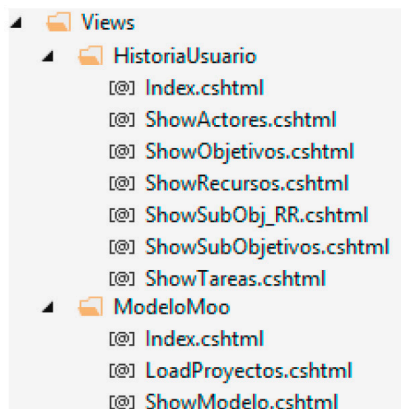 Views
HistoriaUsuario
[@] Index.cshtml
[@] ShowActores.cshtml
[@] ShowObjetivos.cshtml
[@] ShowRecursos.cshtml
[@] ShowSubObj_RR.cshtml
[@] ShowSubObjetivos.cshtml
[@] ShowTareas.cshtml
ModeloMoo
[@] Index.cshtml
[@] LoadProyectos.cshtml
[@] ShowModelo.cshtml